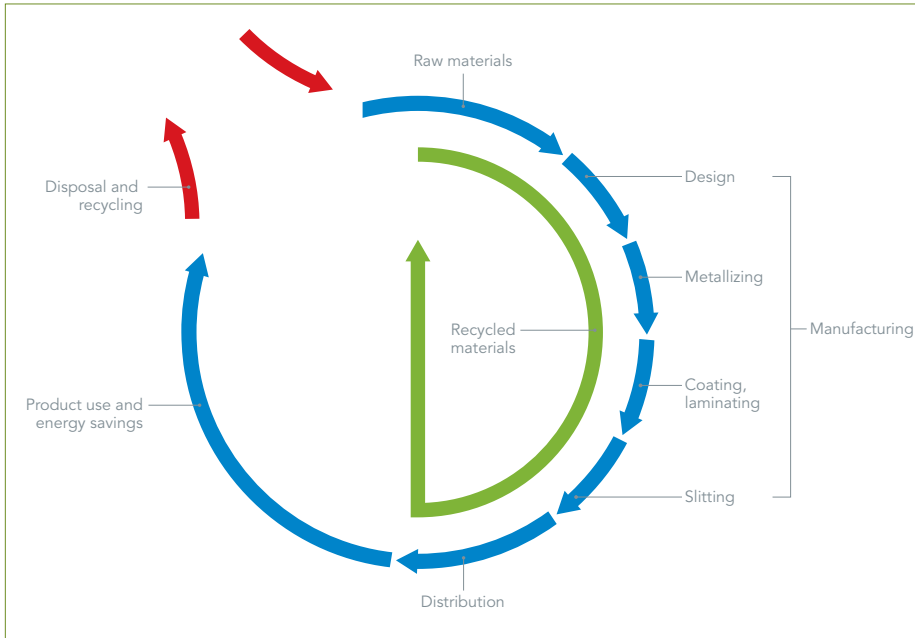 Raw materials
Design
Disposal and
recycling
Metallizing
Recycled
materials
Manufacturing
Coating,
laminating
Product use and
energy savings
Slitting
Distribution